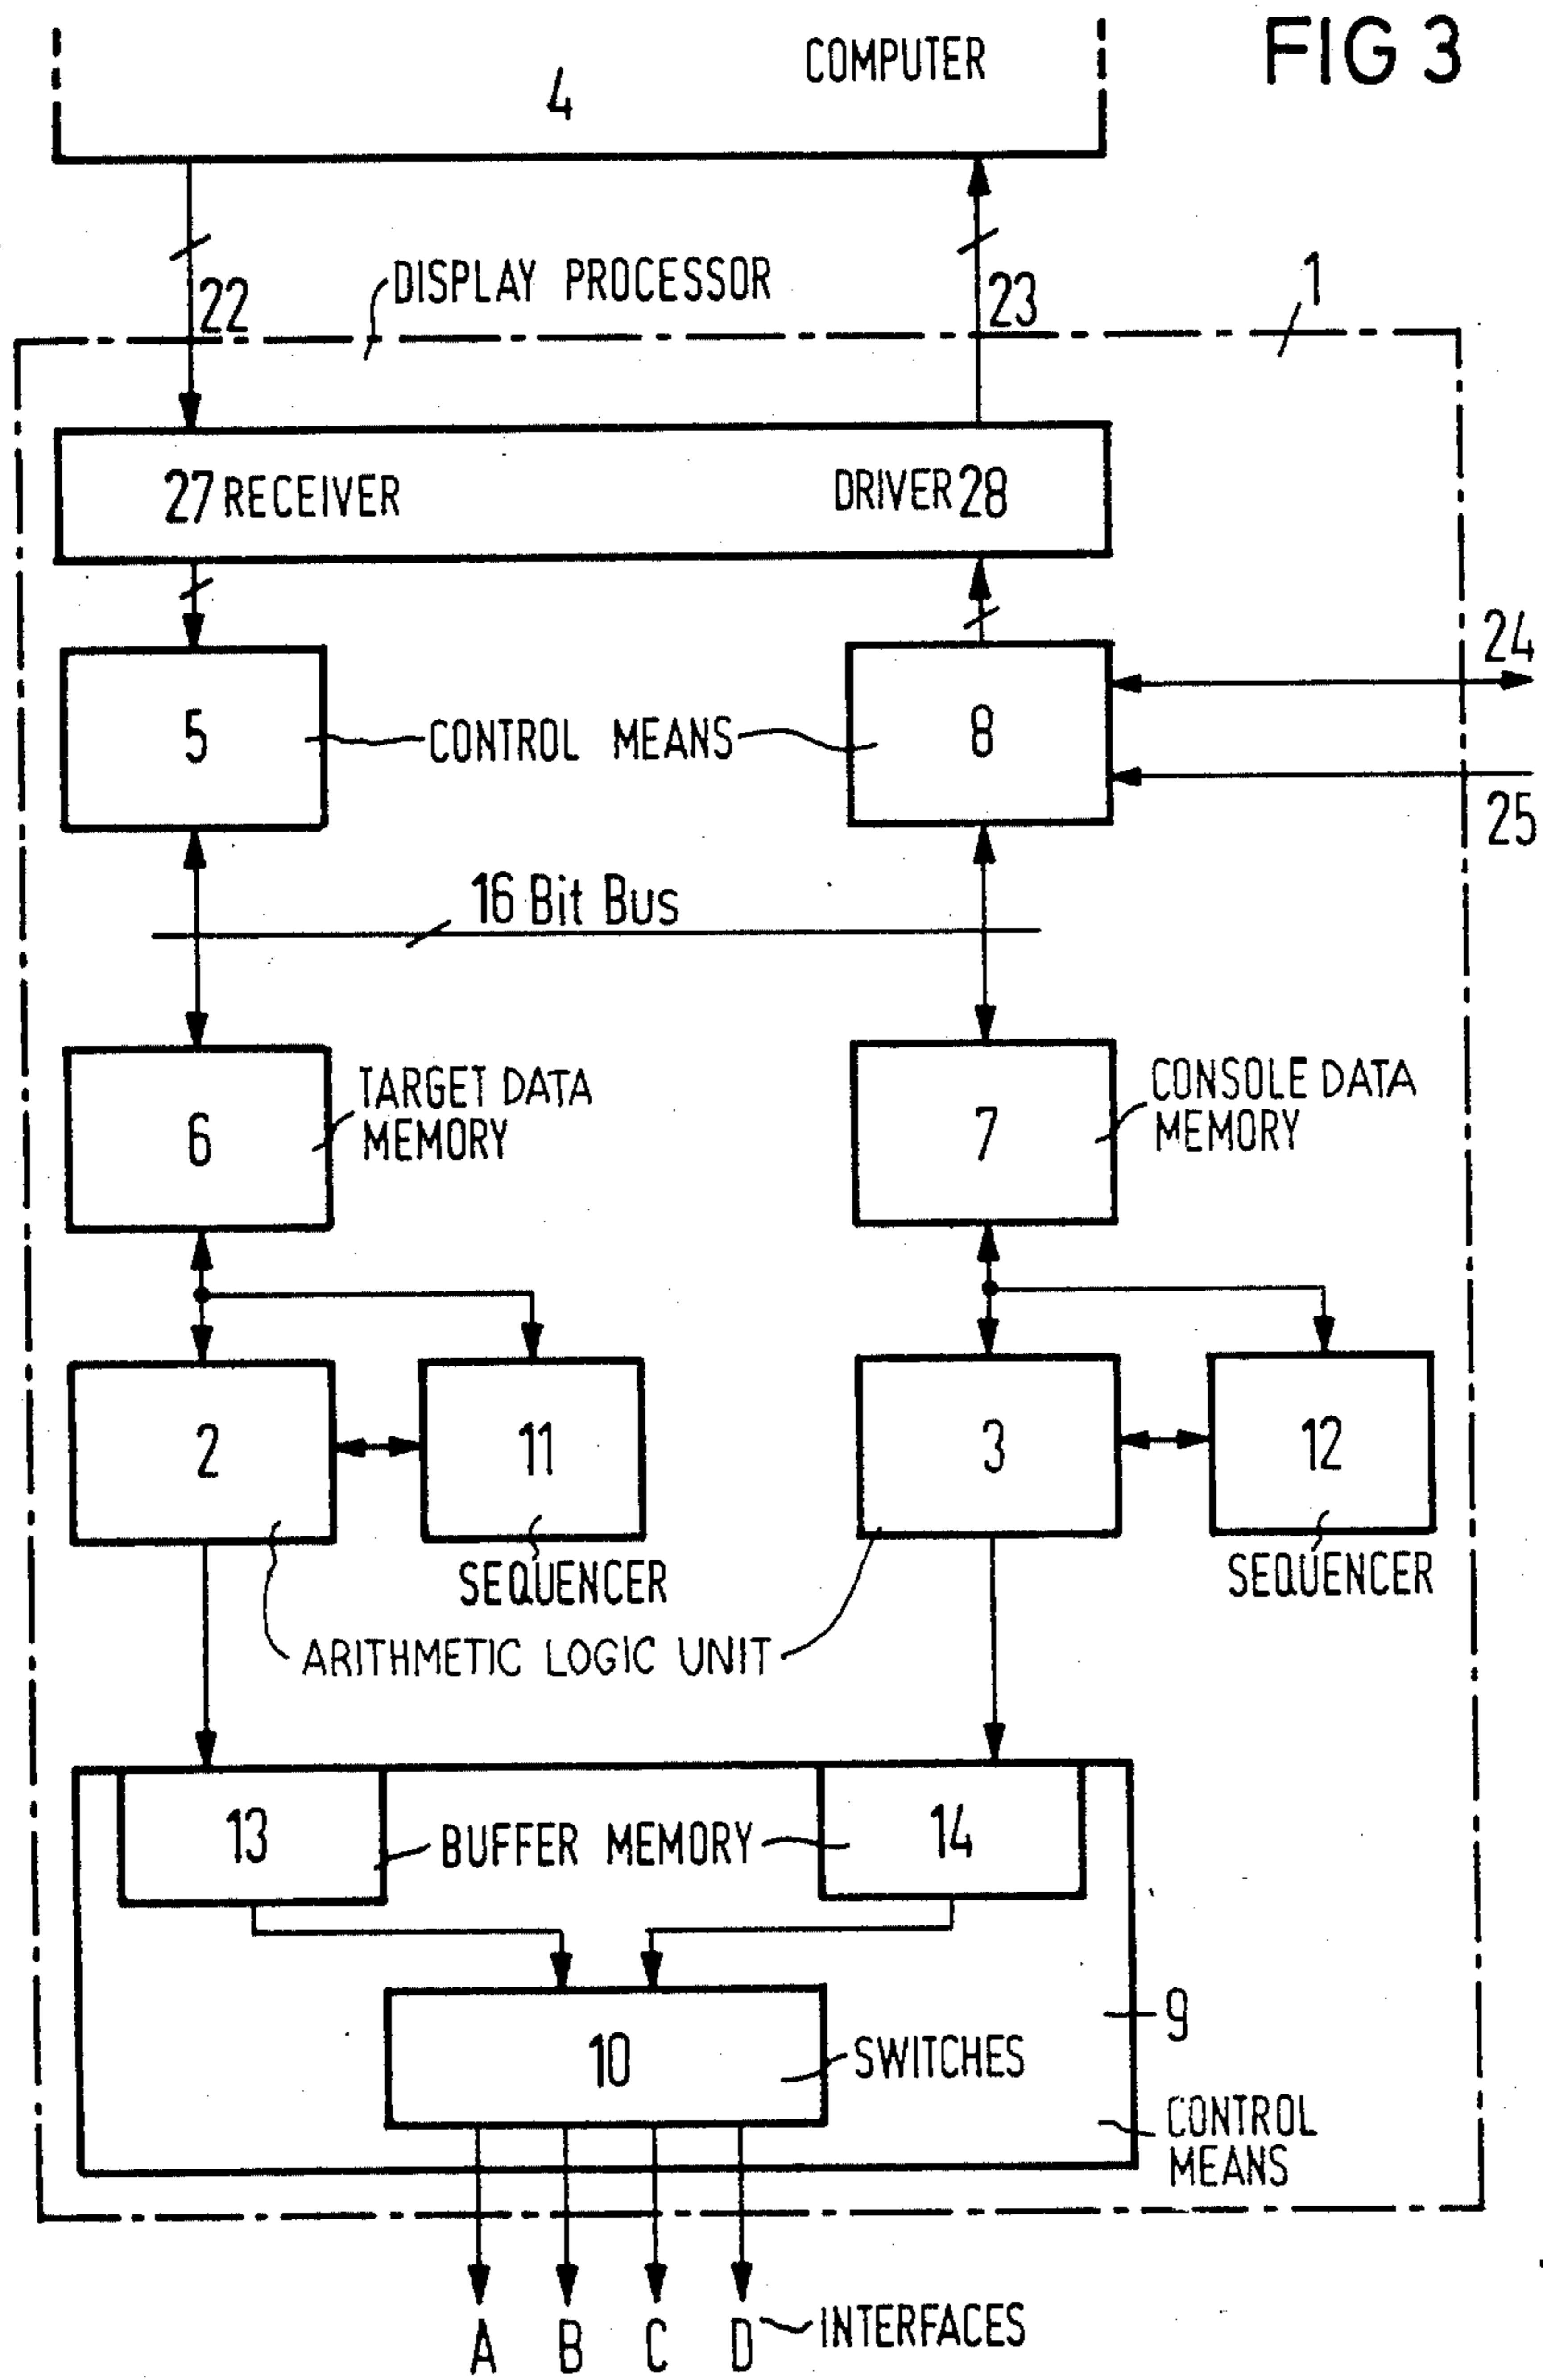 FIG 3
COMPUTER
4
22
DISPLAY PROCESSOR
23
1
27 RECEIVER
DRIVER 28
24
5
CONTROL MEANS
8
25
16 Bit Bus
TARGET DATA
MEMORY
6
CONSOLE DATA
MEMORY
7
2
11
3
12
SEQUENCER
SEQUENCER
ARITHMETIC LOGIC UNIT
13
BUFFER MEMORY
14
9
10
SWITCHES
CONTROL
MEANS
A B C D
INTERFACES